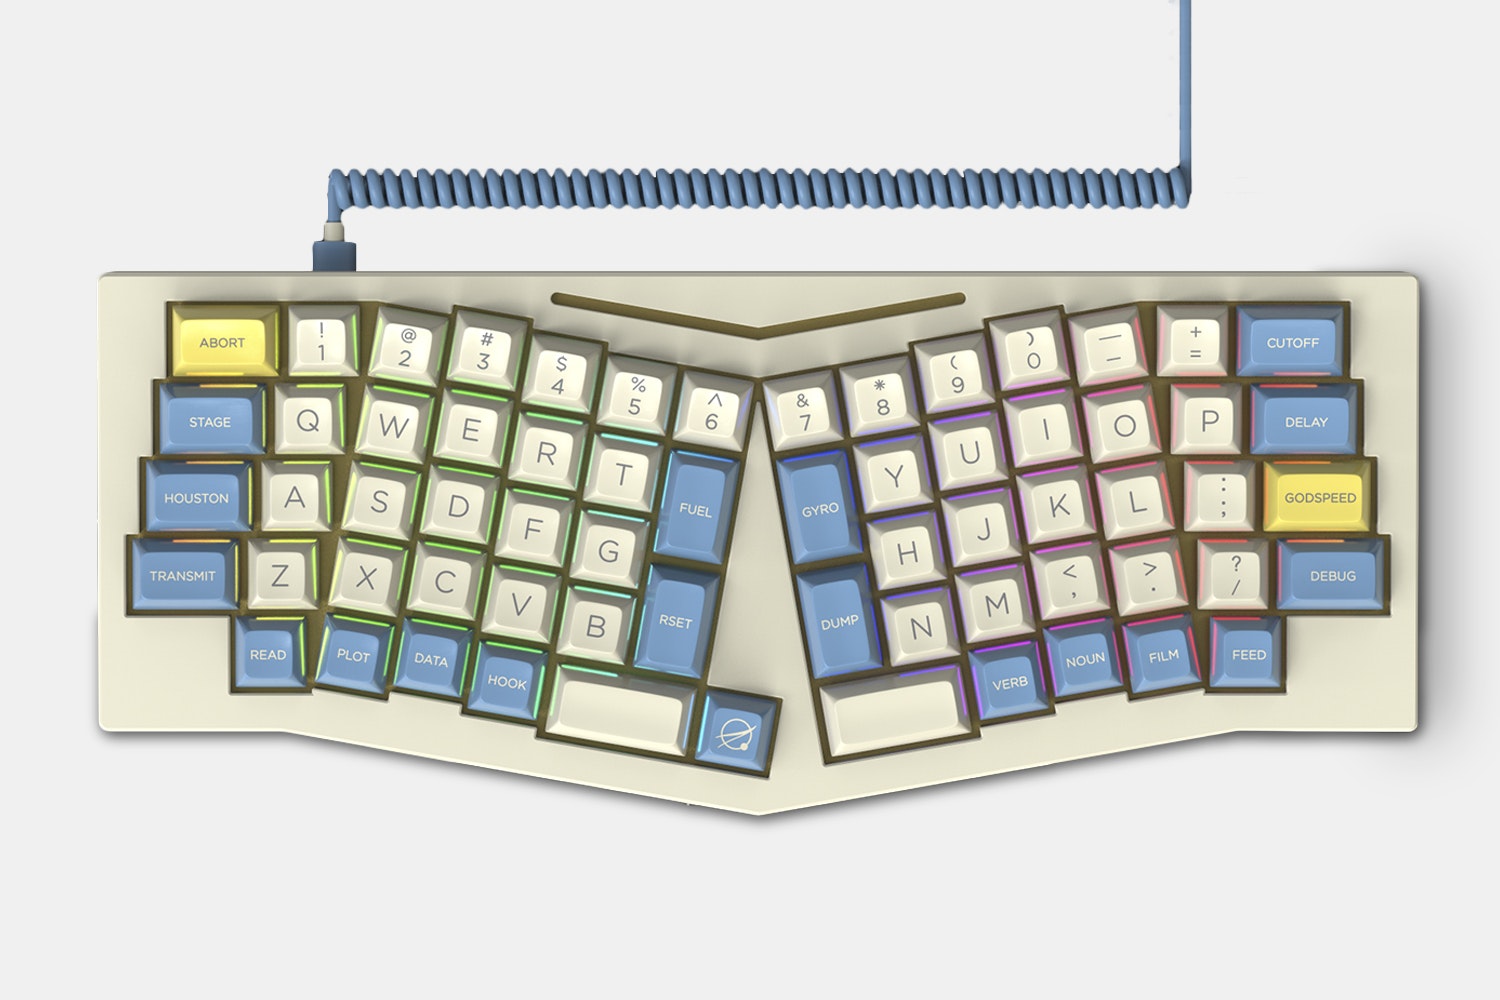 ABORT ! 1 @ 2 # 3 $ 4 % 5 ^ 6 & 7 * 8 ( 9 ) 0 — – + = CUTOFF
STAGE Q W E R T Y U I O P DELAY
HOUSTON A S D F G FUEL GYRO H J K L : ; GODSPEED
TRANSMIT Z X C V B RSET DUMP N M < , > . ? / DEBUG
READ PLOT DATA HOOK VERB NOUN FILM FEED